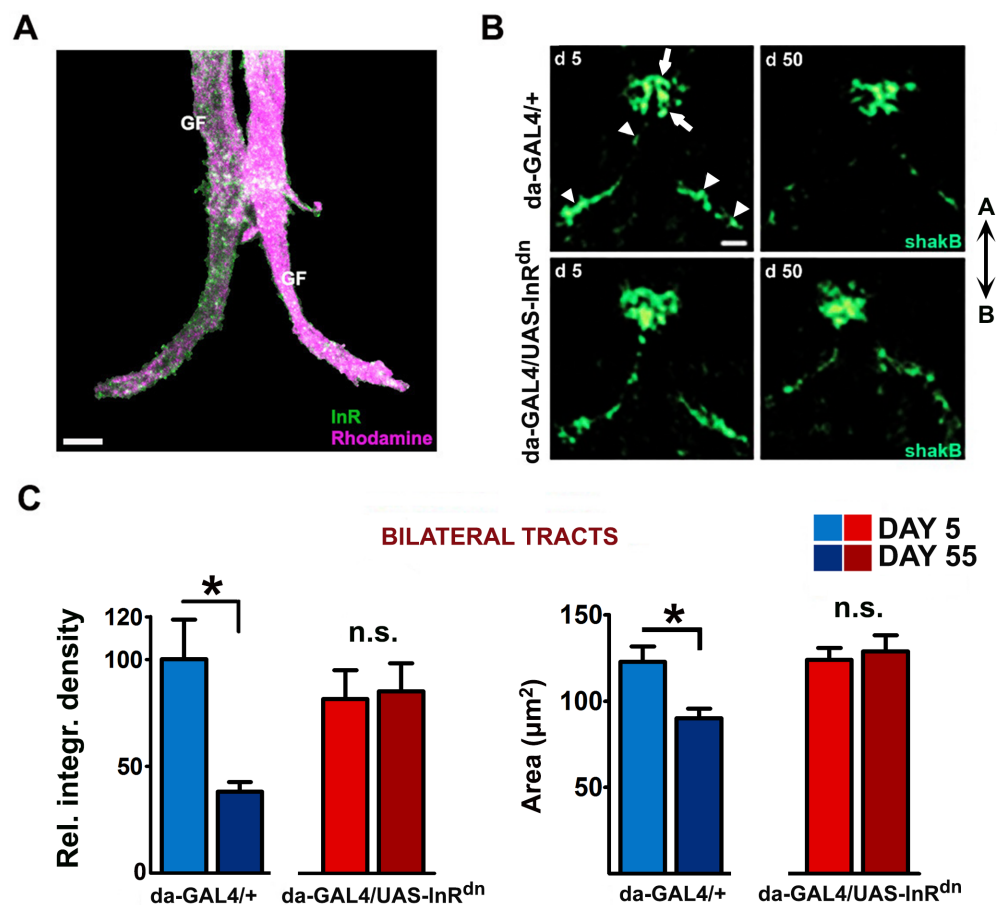 A
GF
GF
InR
Rhodamine
B
da-GAL4/+
d 5
d 50
shakB
da-GAL4/UAS-InRdn
d 5
d 50
shakB
A
B
C
BILATERAL TRACTS
DAY 5
DAY 55
Rel. integr. density
120
100
50
0
*
n.s.
da-GAL4/+
da-GAL4/UAS-InRdn
Area (µm²)
150
100
50
*
n.s.
da-GAL4/+
da-GAL4/UAS-InRdn